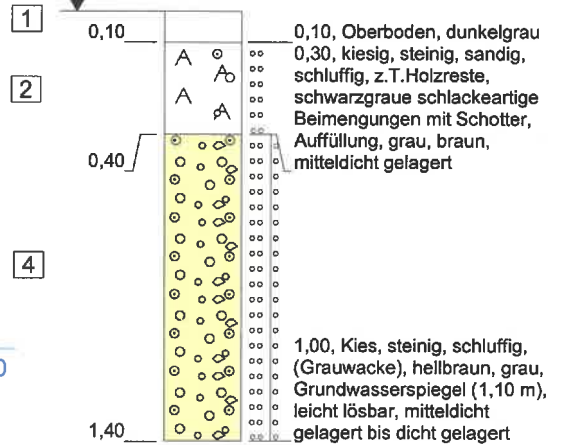 1
0,10
0,10, Oberboden, dunkelgrau
0,30, kiesig, steinig, sandig,
schluffig, z.T.Holzreste,
schwarzgraue schlackeartige
Beimengungen mit Schotter,
Auffüllung, grau, braun,
mitteldicht gelagert
2
A
A
A
A
0,40
4
0
1,00, Kies, steinig, schluffig,
(Grauwacke), hellbraun, grau,
Grundwasserspiegel (1,10 m),
leicht lösbar, mitteldicht
gelagert bis dicht gelagert
1,40